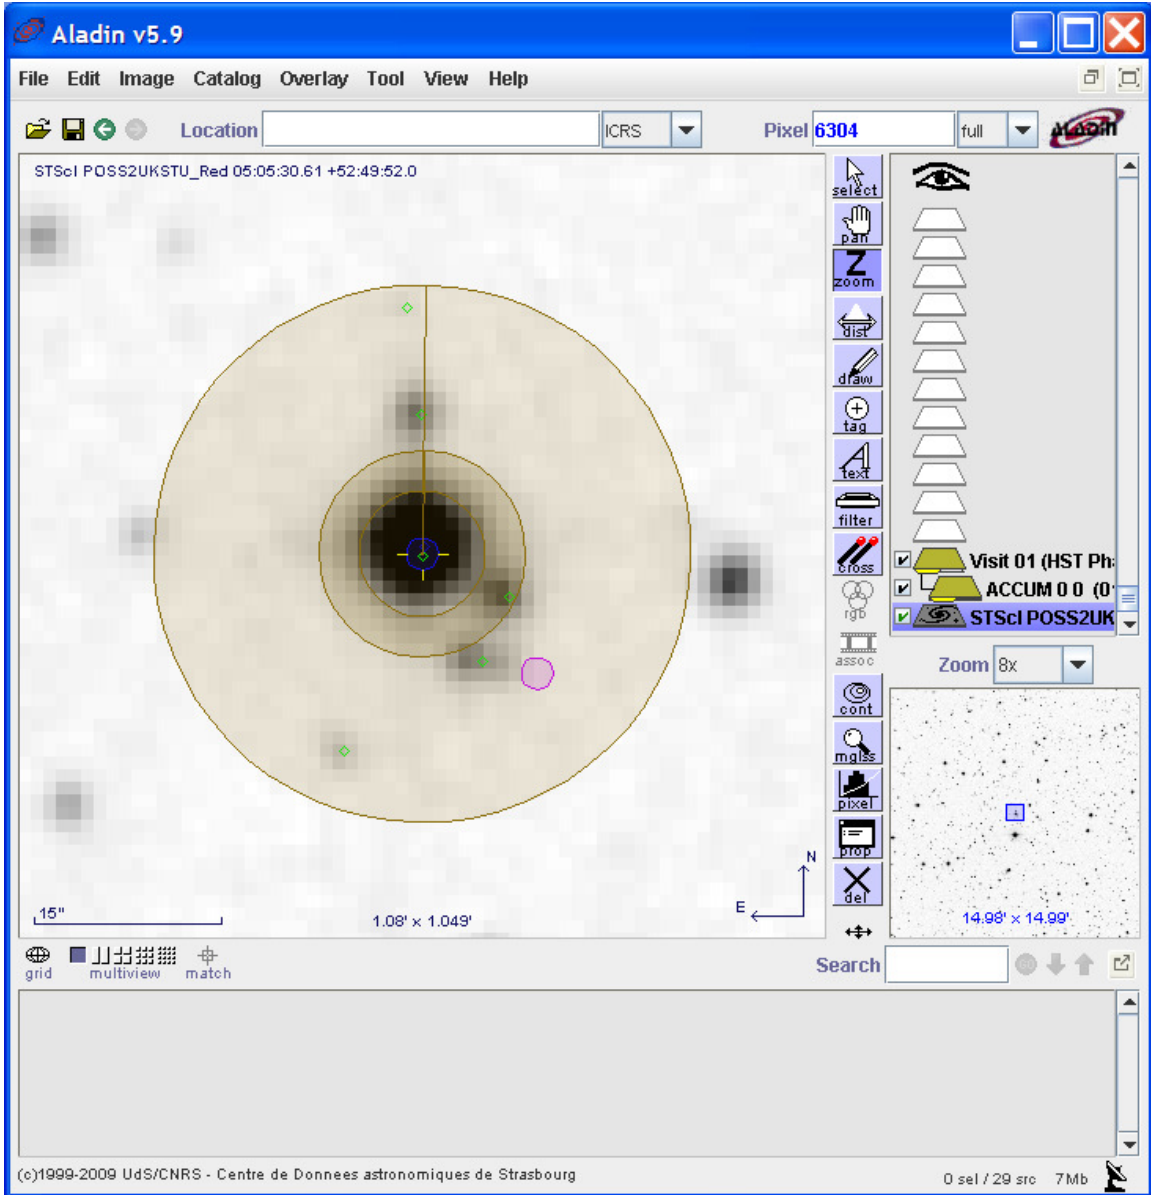 Aladin v5.9
File Edit Image Catalog Overlay Tool View Help
Location ICRS Pixel 6304 full ALADIN
STScI POSS2UKSTU_Red 05:05:30.61 +52:49:52.0
select
pan
Z
zoom
dist
draw
tag
text
filter
cross
rgb
assoc
cont
mglss
pixel
prop
del
Visit 01 (HST Ph
ACCUM 0 0 (0
STScI POSS2UK
Zoom 8x
14.98' x 14.99'
N
E
15"
1.08' x 1.049'
grid multiview match Search
(c)1999-2009 UdS/CNRS - Centre de Donnees astronomiques de Strasbourg
0 sel / 29 src 7Mb